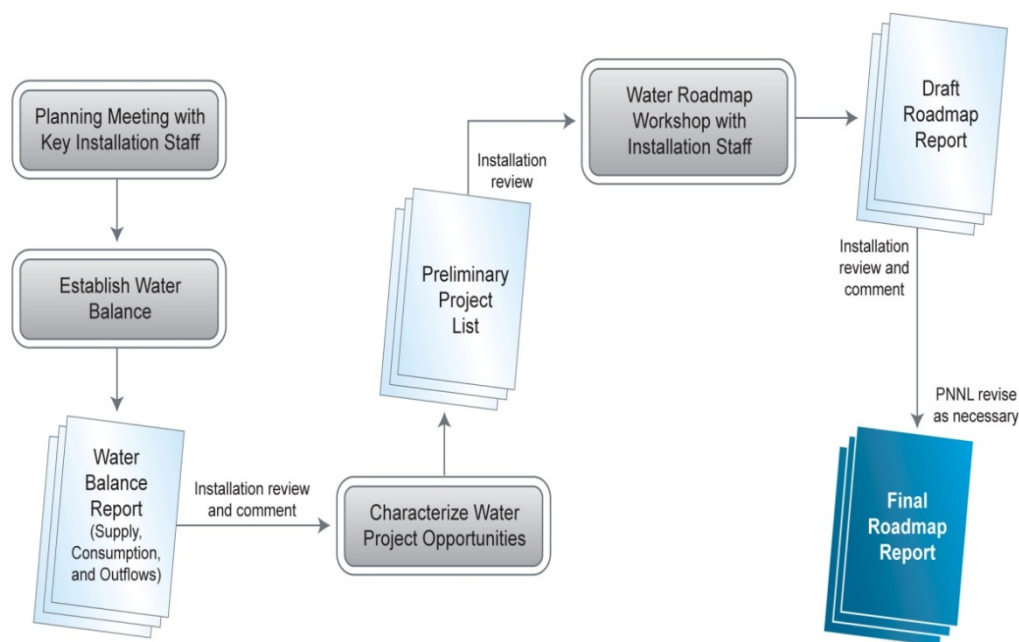 Planning Meeting with
Key Installation Staff
Establish Water
Balance
Water
Balance
Report
(Supply,
Consumption,
and Outflows)
Installation review
and comment
Characterize Water
Project Opportunities
Preliminary
Project
List
Installation
review
Water Roadmap
Workshop with
Installation Staff
Draft
Roadmap
Report
Installation
review and
comment
PNNL revise
as necessary
Final
Roadmap
Report